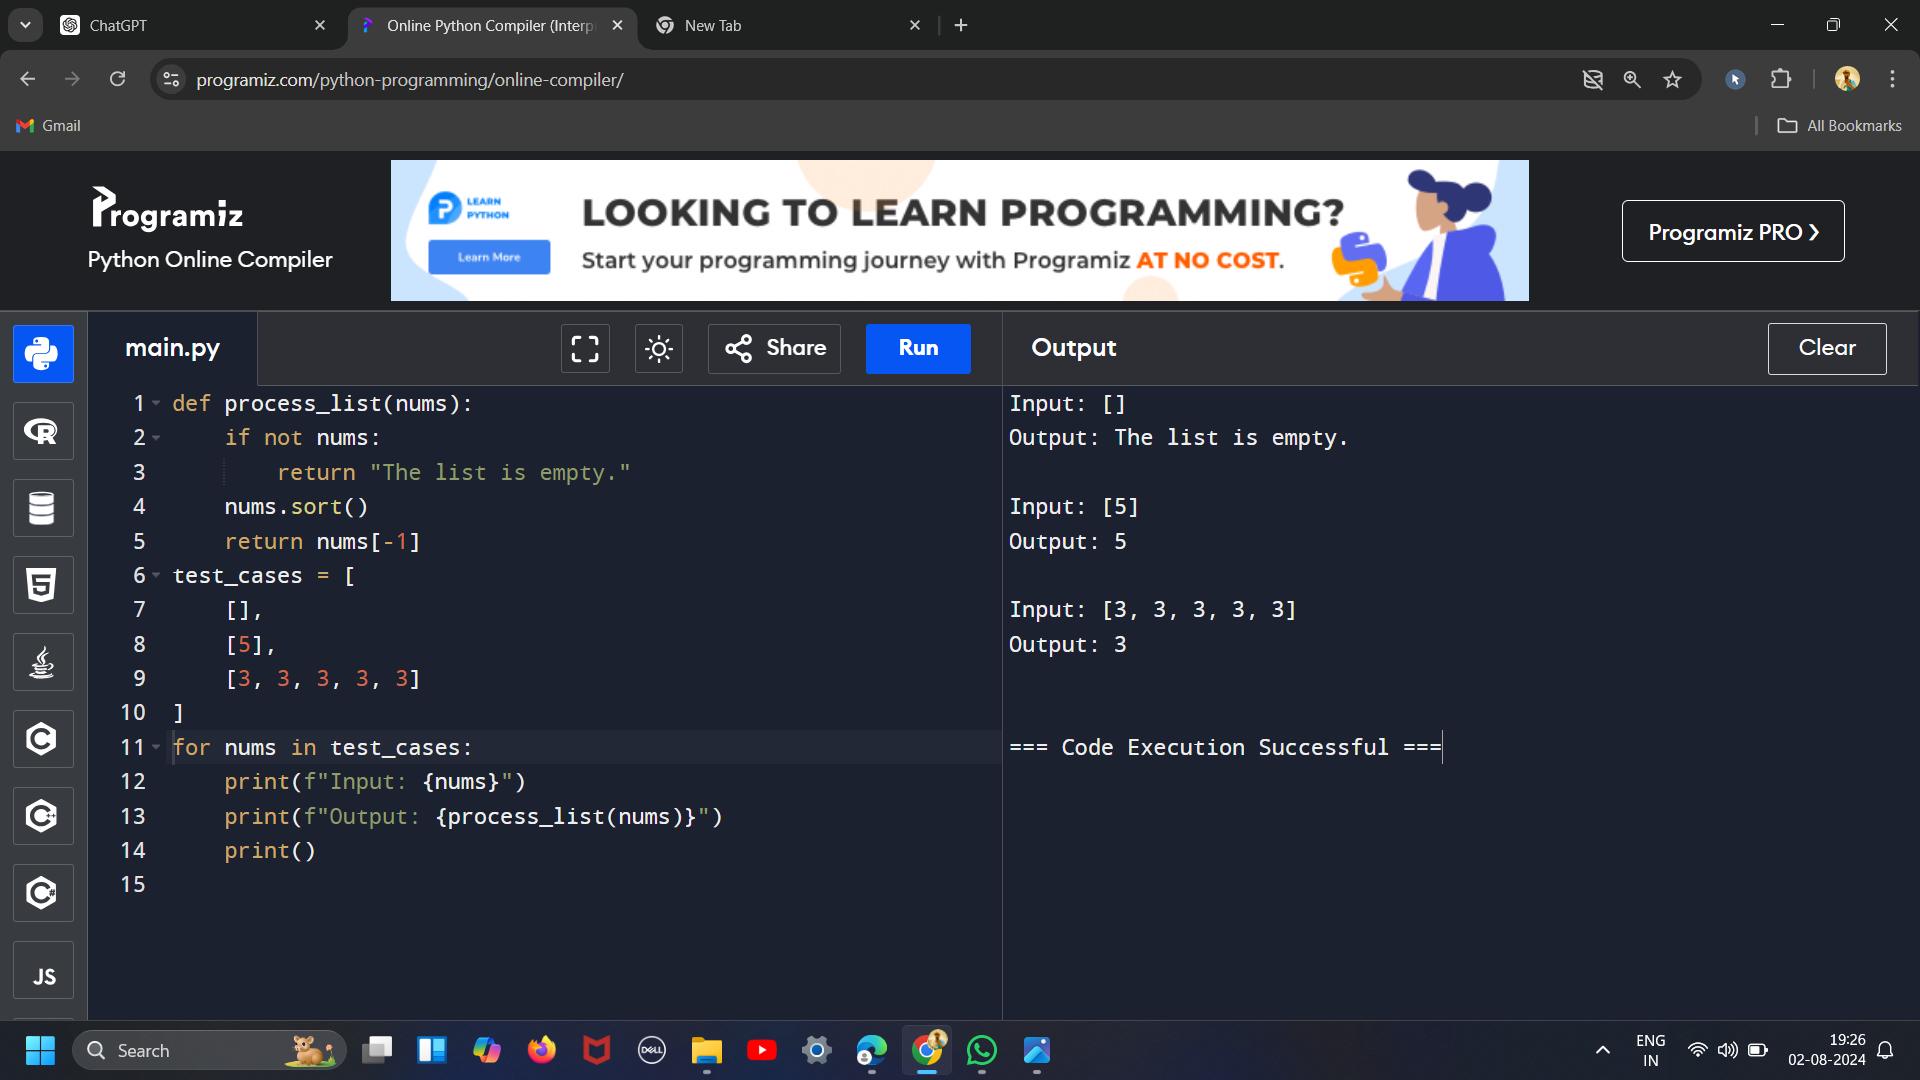 ChatGPT
Online Python Compiler (Interp
New Tab
programiz.com/python-programming/online-compiler/
Gmail
All Bookmarks
Programiz
Python Online Compiler
LEARN
PYTHON
Learn More
LOOKING TO LEARN PROGRAMMING?
Start your programming journey with Programiz AT NO COST.
Programiz PRO ❯
main.py
Share
Run
Output
Clear
1 def process_list(nums):
2     if not nums:
3         return "The list is empty."
4     nums.sort()
5     return nums[-1]
6 test_cases = [
7     [],
8     [5],
9     [3, 3, 3, 3, 3]
10 ]
11 for nums in test_cases:
12     print(f"Input: {nums}")
13     print(f"Output: {process_list(nums)}")
14     print()
15
Input: []
Output: The list is empty.
Input: [5]
Output: 5
Input: [3, 3, 3, 3, 3]
Output: 3
=== Code Execution Successful ===
R
5
C
C++
C#
JS
Search
DELL
ENG
IN
19:26
02-08-2024